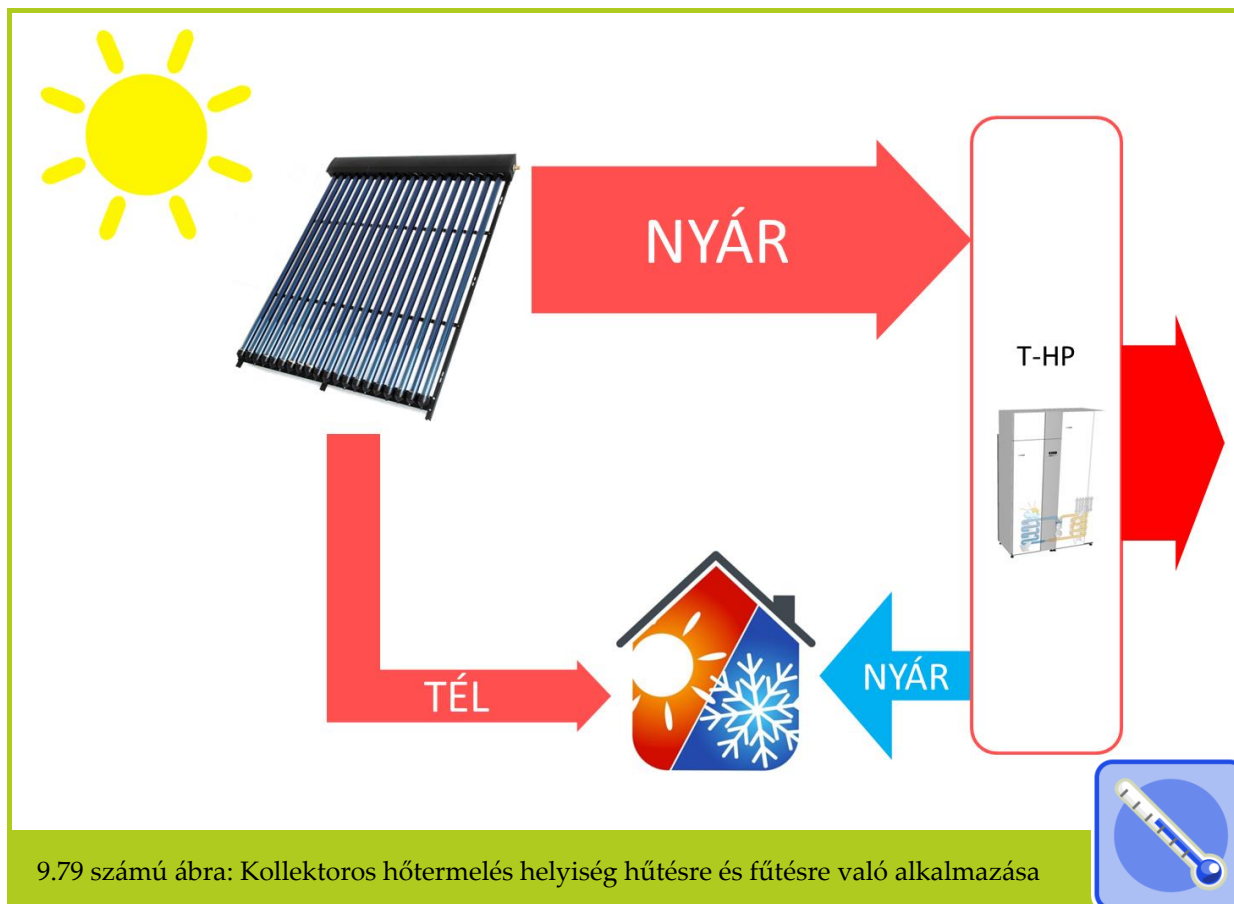 NYÁR
T-HP
NYÁR
TÉL
9.79 számú ábra: Kollektoros hőtermelés helyiség hűtésre és fűtésre való alkalmazása